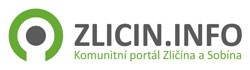 ZLICIN.INFO
Komunitní portál Zličína a Sobína